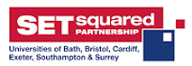 SETsquared
PARTNERSHIP
Universities of Bath, Bristol, Cardiff,
Exeter, Southampton & Surrey